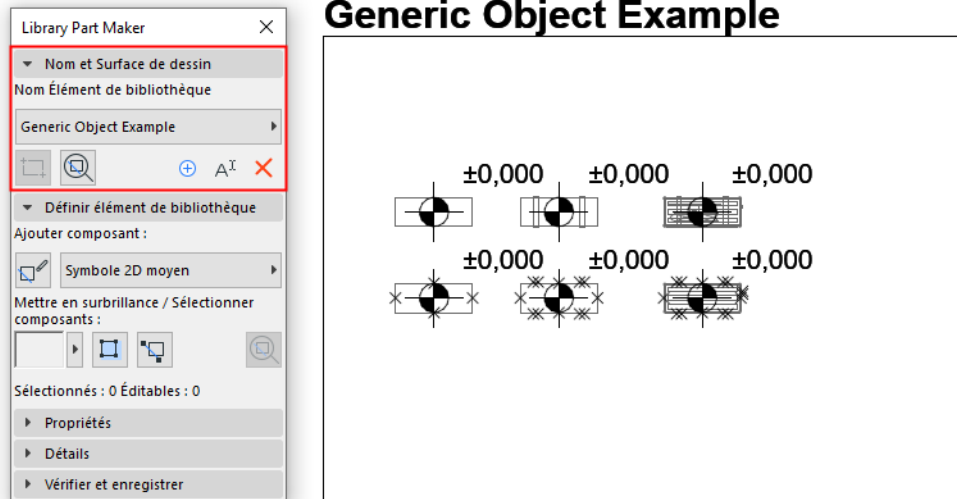 Generic Object Example
Library Part Maker
Nom et Surface de dessin
Nom Élément de bibliothèque
Generic Object Example
Définir élément de bibliothèque
Ajouter composant :
Symbole 2D moyen
Mettre en surbrillance / Sélectionner
composants :
Sélectionnés : 0 Éditables : 0
Propriétés
Détails
Vérifier et enregistrer
±0,000 ±0,000 ±0,000
±0,000 ±0,000 ±0,000